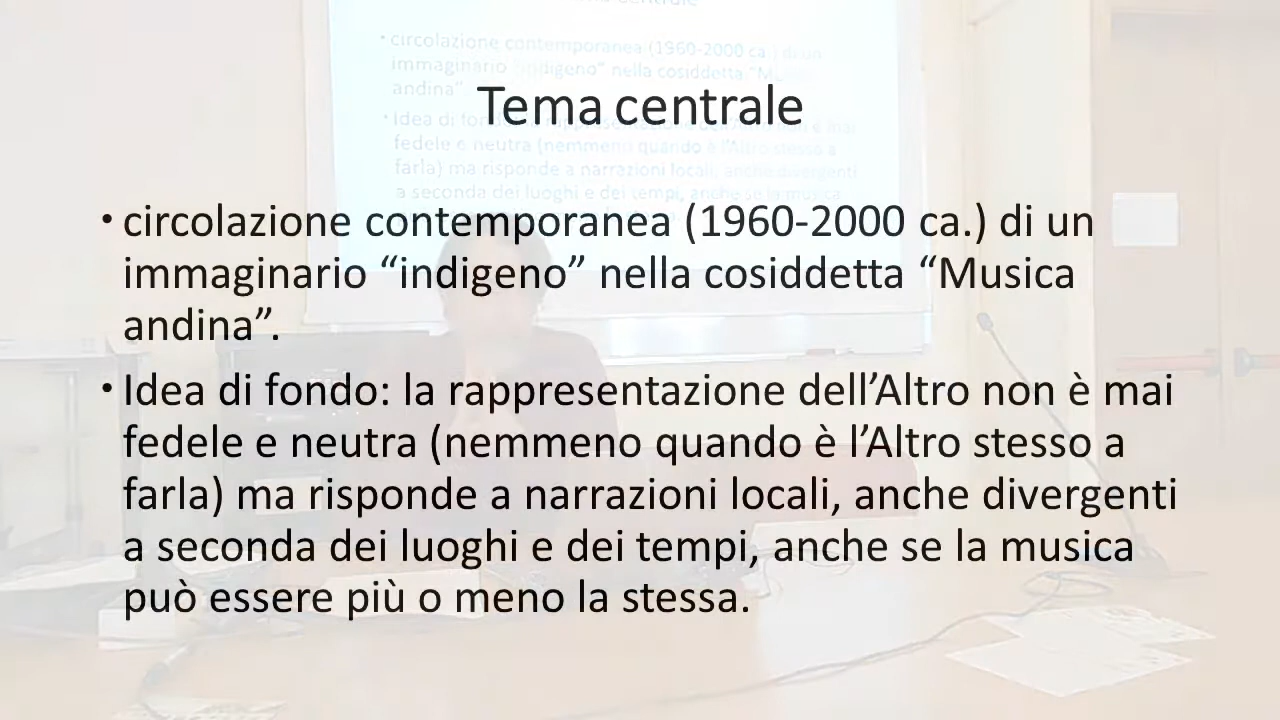 Tema centrale
• circolazione contemporanea (1960-2000 ca.) di un
immaginario “indigeno” nella cosiddetta “Musica
andina”.
• Idea di fondo: la rappresentazione dell’Altro non è mai
fedele e neutra (nemmeno quando è l’Altro stesso a
farla) ma risponde a narrazioni locali, anche divergenti
a seconda dei luoghi e dei tempi, anche se la musica
può essere più o meno la stessa.